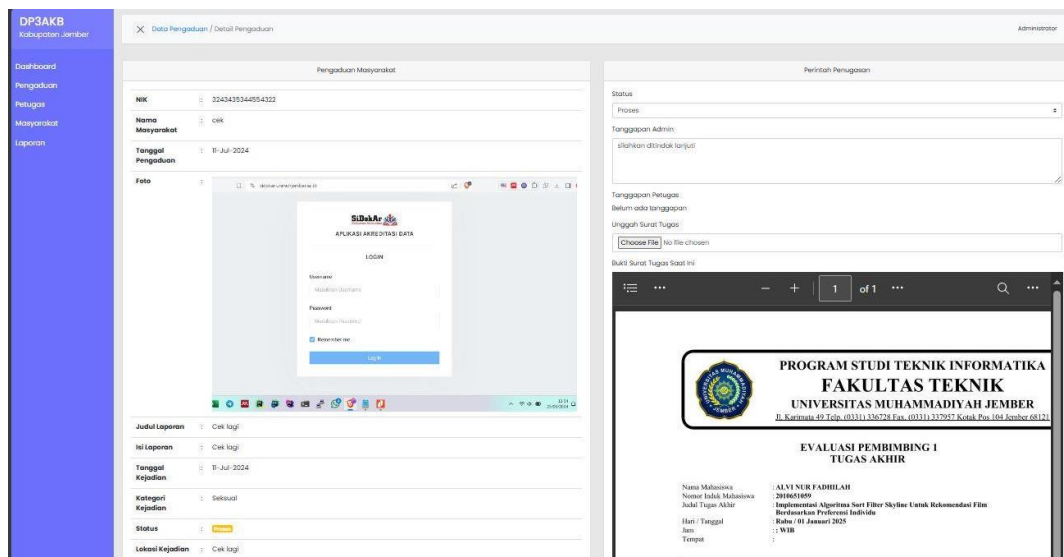 DP3AKB
Kabupaten Jember
Dashboard
Pengaduan
Petugas
Masyarakat
Laporan
Data Pengaduan / Detail Pengaduan
Administrator
Pengaduan Masyarakat
NIK : 3243435344554322
Nama Masyarakat : cek
Tanggal Pengaduan : 11-Jul-2024
Foto :
SiDakAr
APLIKASI AKREDITASI DATA
LOGIN
Username
Masukkan Username
Password
Remember me
Log In
Judul Laporan : Cek lagi
Isi Laporan : Cek lagi
Tanggal Kejadian : 11-Jul-2024
Kategori Kejadian : Seksual
Status : Proses
Lokasi Kejadian : Cek lagi
Perintah Penugasan
Status
Proses
Tanggapan Admin
silahkan ditindak lanjuti
Tanggapan Petugas :
Belum ada tanggapan
Unggah Surat Tugas
Choose File No file chosen
Bukti Surat Tugas Saat Ini
1 of 1
PROGRAM STUDI TEKNIK INFORMATIKA
FAKULTAS TEKNIK
UNIVERSITAS MUHAMMADIYAH JEMBER
Jl. Karimata 49 Telp. (0331) 336728 Fax. (0331) 337957 Kotak Pos 104 Jember 68121
EVALUASI PEMBIMBING 1
TUGAS AKHIR
Nama Mahasiswa : ALVI NUR FADHILAH
Nomor Induk Mahasiswa : 2010651059
Judul Tugas Akhir : Implementasi Algoritma Sort Filter Skyline Untuk Rekomendasi Film
Berdasarkan Preferensi Individu
Hari / Tanggal : Rabu / 01 Januari 2025
Jam : : WIB
Tempat :